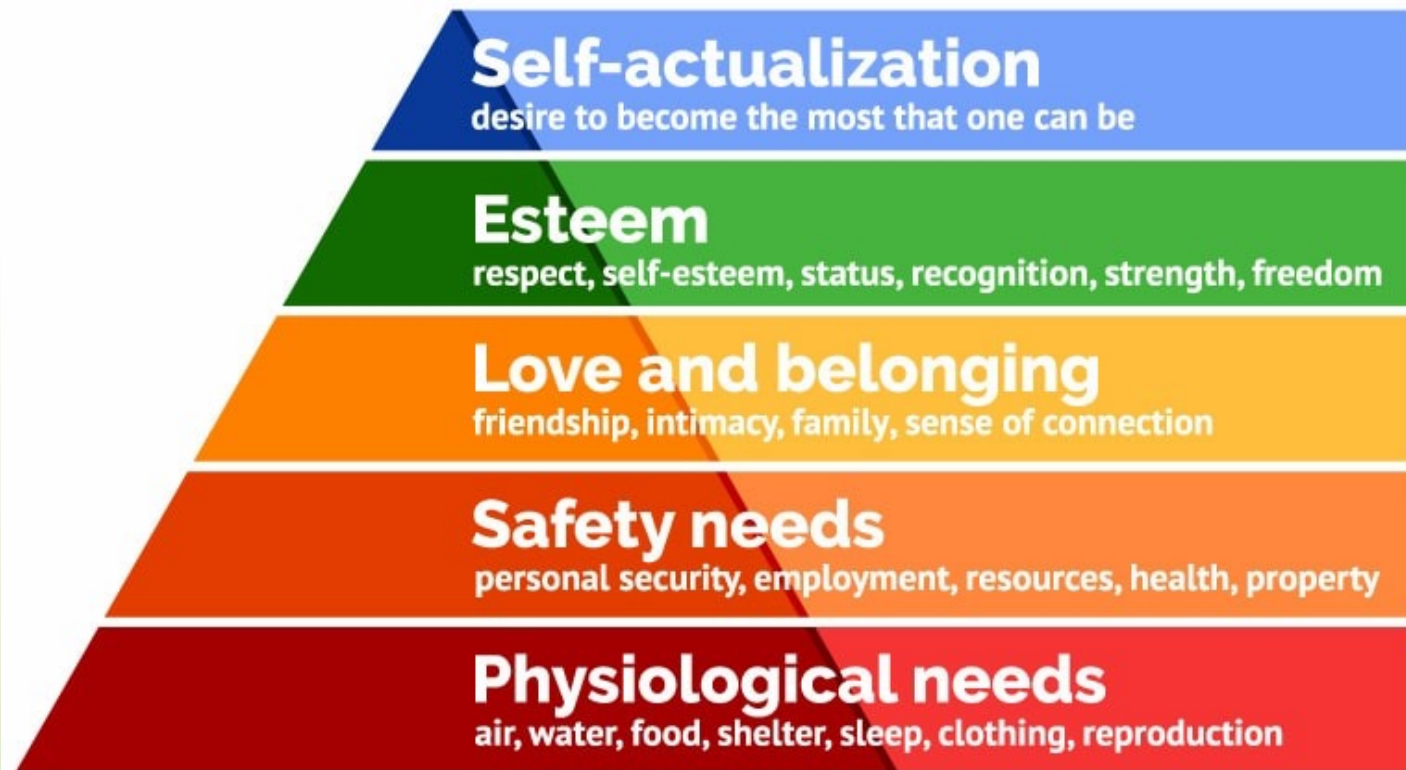 Self-actualization
desire to become the most that one can be
Esteem
respect, self-esteem, status, recognition, strength, freedom
Love and belonging
friendship, intimacy, family, sense of connection
Safety needs
personal security, employment, resources, health, property
Physiological needs
air, water, food, shelter, sleep, clothing, reproduction